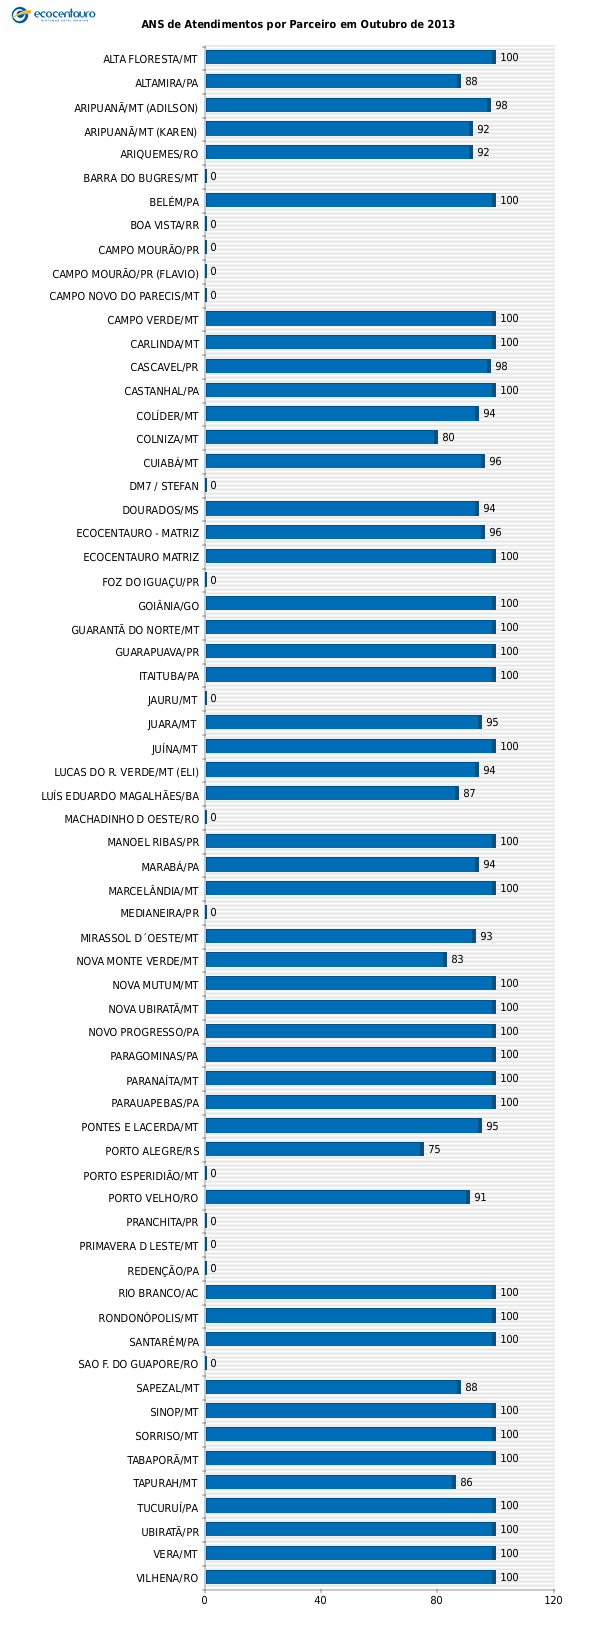 ecocentauro
ANS de Atendimentos por Parceiro em Outubro de 2013
ALTA FLORESTA/MT 100
ALTAMIRA/PA 88
ARIPUANÃ/MT (ADILSON) 98
ARIPUANÃ/MT (KAREN) 92
ARIQUEMES/RO 92
BARRA DO BUGRES/MT 0
BELÉM/PA 100
BOA VISTA/RR 0
CAMPO MOURÃO/PR 0
CAMPO MOURÃO/PR (FLAVIO) 0
CAMPO NOVO DO PARECIS/MT 0
CAMPO VERDE/MT 100
CARLINDA/MT 100
CASCAVEL/PR 98
CASTANHAL/PA 100
COLÍDER/MT 94
COLNIZA/MT 80
CUIABÁ/MT 96
DM7 / STEFAN 0
DOURADOS/MS 94
ECOCENTAURO - MATRIZ 96
ECOCENTAURO MATRIZ 100
FOZ DO IGUAÇU/PR 0
GOIÂNIA/GO 100
GUARANTÃ DO NORTE/MT 100
GUARAPUAVA/PR 100
ITAITUBA/PA 100
JAURU/MT 0
JUARA/MT 95
JUÍNA/MT 100
LUCAS DO R. VERDE/MT (ELI) 94
LUÍS EDUARDO MAGALHÃES/BA 87
MACHADINHO D OESTE/RO 0
MANOEL RIBAS/PR 100
MARABÁ/PA 94
MARCELÂNDIA/MT 100
MEDIANEIRA/PR 0
MIRASSOL D´OESTE/MT 93
NOVA MONTE VERDE/MT 83
NOVA MUTUM/MT 100
NOVA UBIRATÃ/MT 100
NOVO PROGRESSO/PA 100
PARAGOMINAS/PA 100
PARANAÍTA/MT 100
PARAUAPEBAS/PA 100
PONTES E LACERDA/MT 95
PORTO ALEGRE/RS 75
PORTO ESPERIDIÃO/MT 0
PORTO VELHO/RO 91
PRANCHITA/PR 0
PRIMAVERA D LESTE/MT 0
REDENÇÃO/PA 0
RIO BRANCO/AC 100
RONDONÓPOLIS/MT 100
SANTARÉM/PA 100
SAO F. DO GUAPORE/RO 0
SAPEZAL/MT 88
SINOP/MT 100
SORRISO/MT 100
TABAPORÃ/MT 100
TAPURAH/MT 86
TUCURUÍ/PA 100
UBIRATÃ/PR 100
VERA/MT 100
VILHENA/RO 100
0 40 80 120